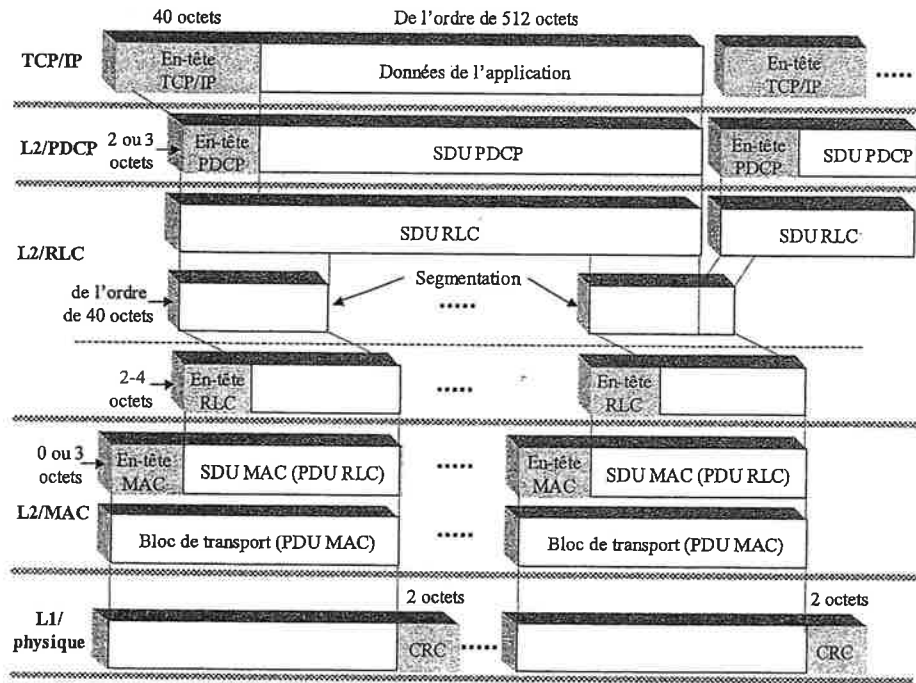 40 octets
De l'ordre de 512 octets
TCP/IP
En-tête
TCP/IP
Données de l'application
En-tête
TCP/IP
.....
L2/PDCP
2 ou 3
octets
En-tête
PDCP
SDU PDCP
En-tête
PDCP
SDU PDCP
L2/RLC
SDU RLC
SDU RLC
de l'ordre
de 40 octets
Segmentation
.....
2-4
octets
En-tête
RLC
.....
En-tête
RLC
L2/MAC
0 ou 3
octets
En-tête
MAC
SDU MAC (PDU RLC)
.....
En-tête
MAC
SDU MAC (PDU RLC)
Bloc de transport (PDU MAC)
.....
Bloc de transport (PDU MAC)
L1/
physique
2 octets
CRC
.....
2 octets
CRC